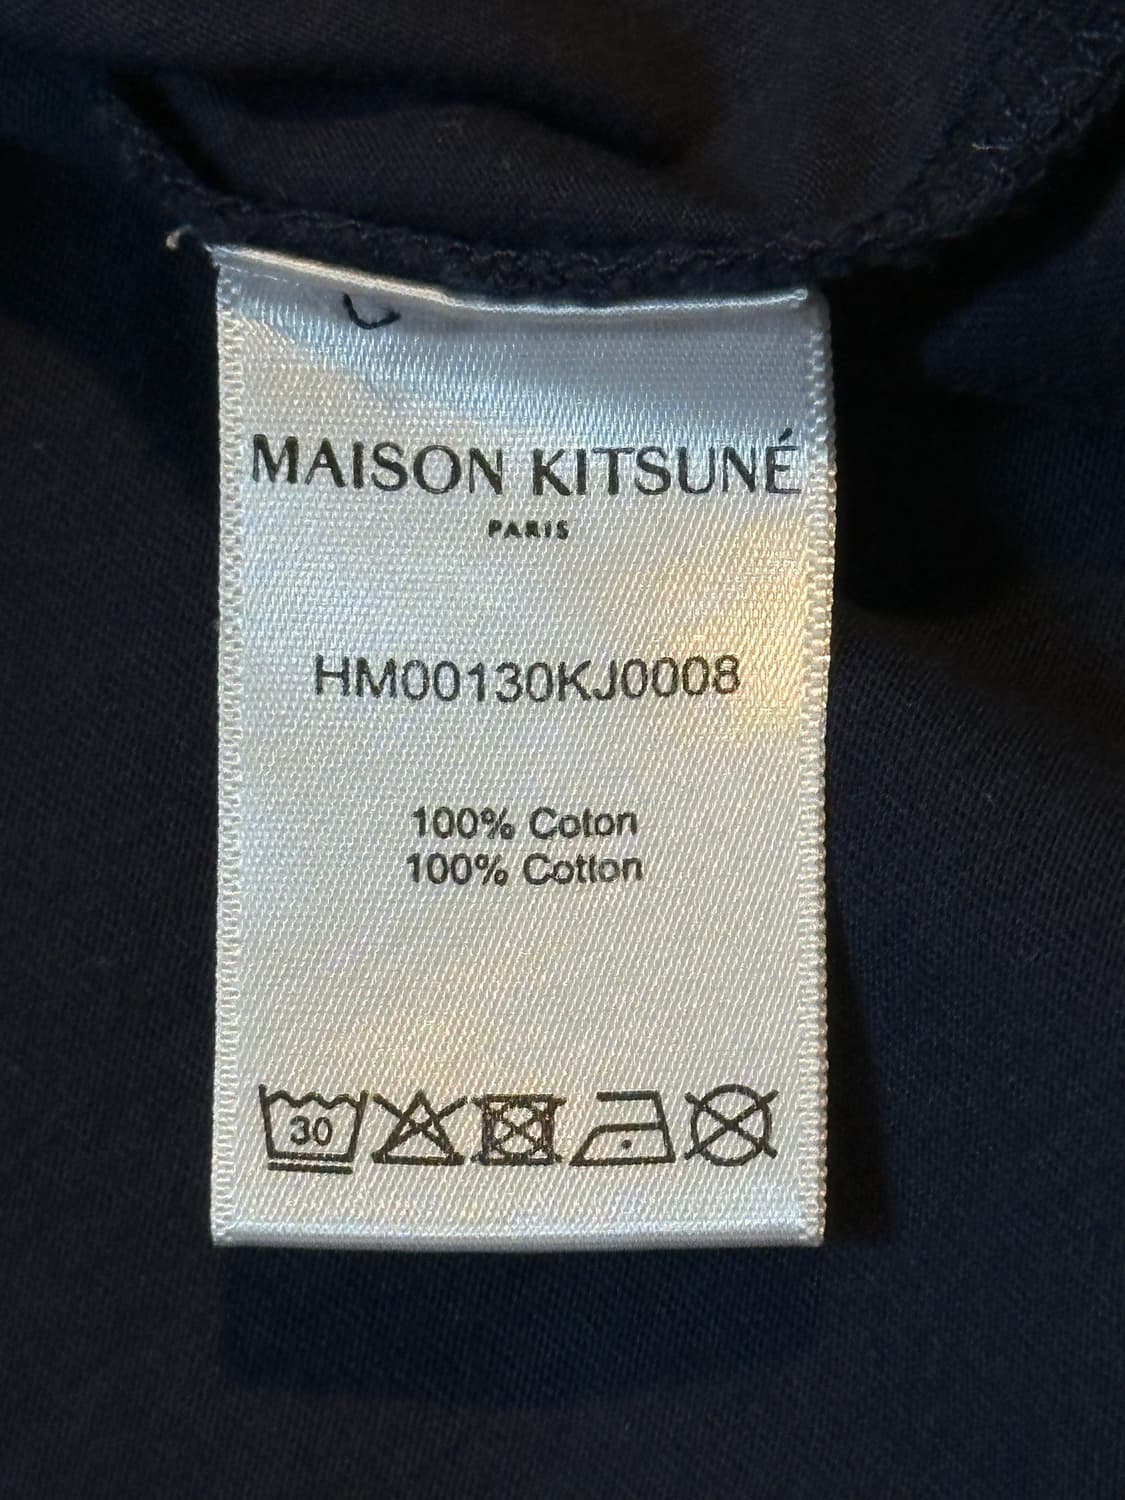 MAISON KITSUNÉ
PARIS
HM00130KJ0008
100% Coton
100% Cotton
30